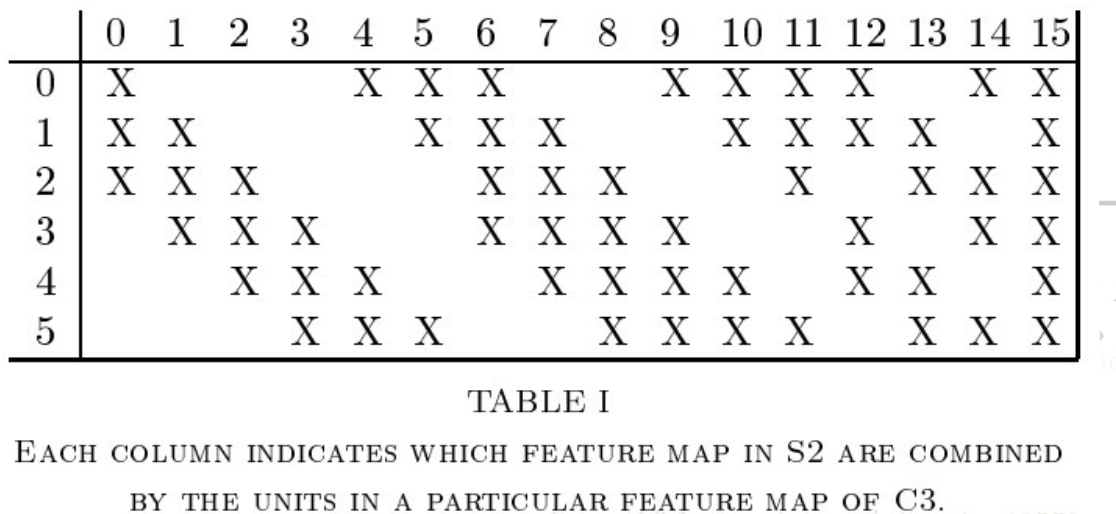 0 1 2 3 4 5 6 7 8 9 10 11 12 13 14 15
0 X X X X X X X X X X
1 X X X X X X X X X X
2 X X X X X X X X X X
3 X X X X X X X X X X
4 X X X X X X X X X X
5 X X X X X X X X X X
TABLE I
EACH COLUMN INDICATES WHICH FEATURE MAP IN S2 ARE COMBINED
BY THE UNITS IN A PARTICULAR FEATURE MAP OF C3.